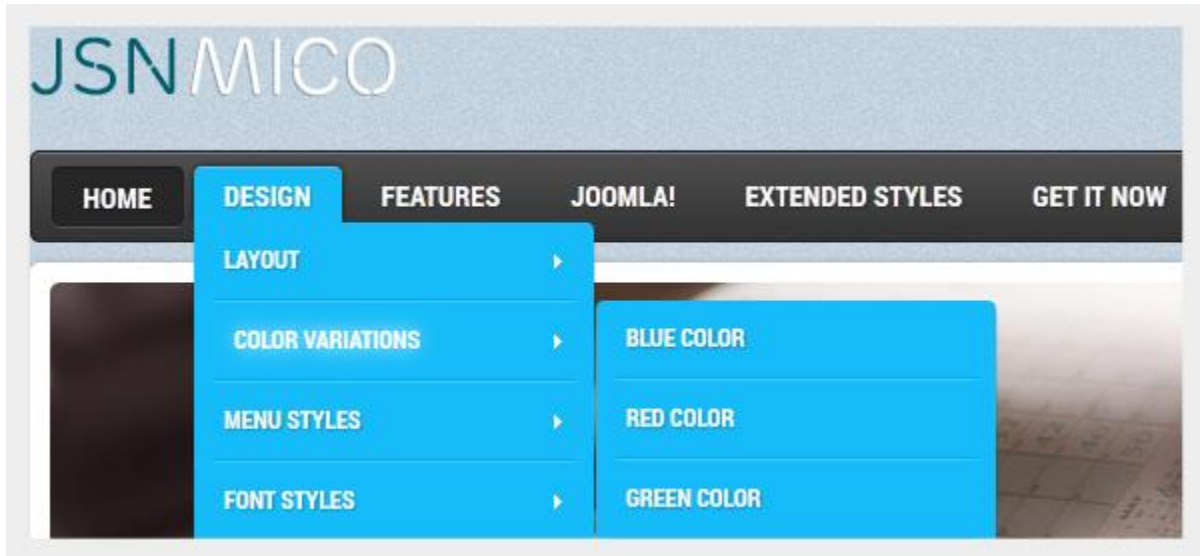 JSNMICO
HOME DESIGN FEATURES JOOMLA! EXTENDED STYLES GET IT NOW
LAYOUT
COLOR VARIATIONS
MENU STYLES
FONT STYLES
BLUE COLOR
RED COLOR
GREEN COLOR